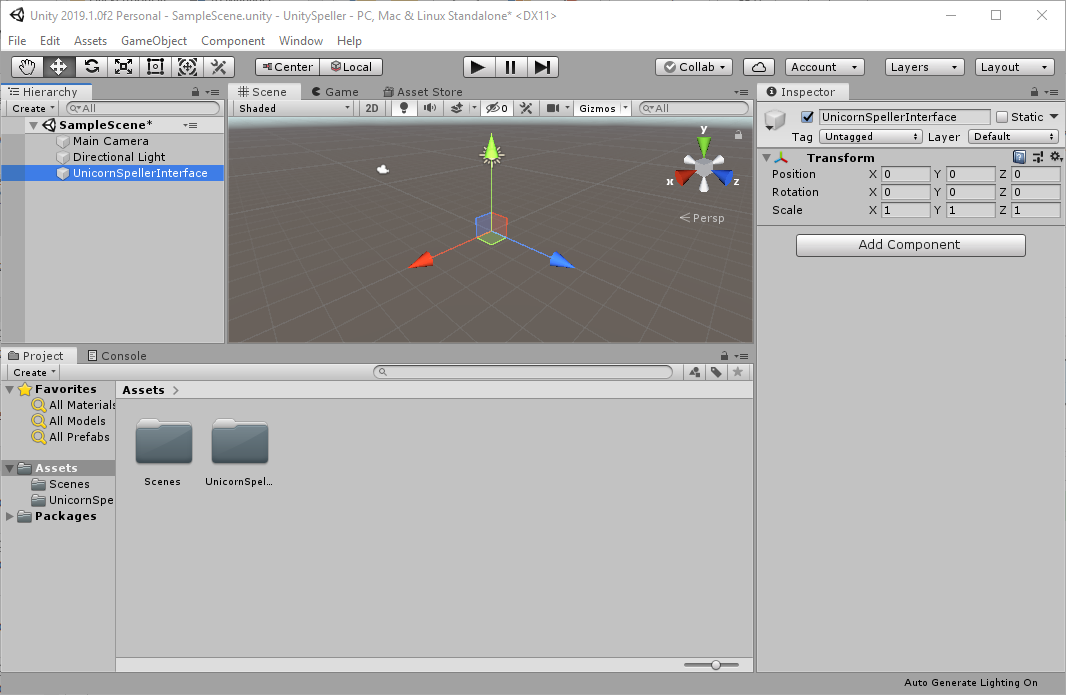 Unity 2019.1.0f2 Personal - SampleScene.unity - UnitySpeller - PC, Mac & Linux Standalone* <DX11>
File Edit Assets GameObject Component Window Help
Center Local Collab Account Layers Layout
Hierarchy
Create All
SampleScene*
Main Camera
Directional Light
UnicornSpellerInterface
Scene Game Asset Store
Shaded 2D 0 Gizmos All
y
x z
Persp
Inspector
UnicornSpellerInterface Static
Tag Untagged Layer Default
Transform
Position X 0 Y 0 Z 0
Rotation X 0 Y 0 Z 0
Scale X 1 Y 1 Z 1
Add Component
Project Console
Create
Favorites
All Materials
All Models
All Prefabs
Assets
Scenes
UnicornSpe
Packages
Assets
Scenes UnicornSpel...
Auto Generate Lighting On